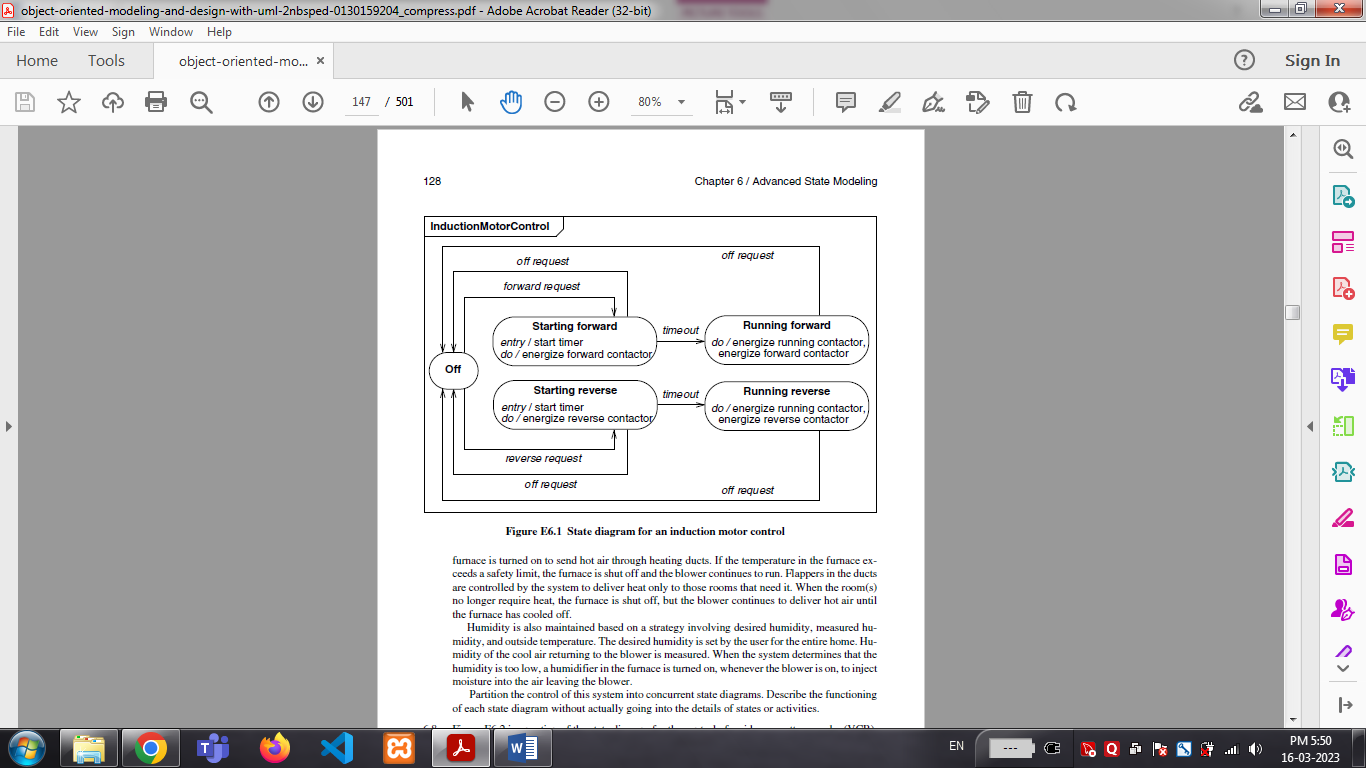 object-oriented-modeling-and-design-with-uml-2nbsped-0130159204_compress.pdf - Adobe Acrobat Reader (32-bit)
File Edit View Sign Window Help
Home Tools object-oriented-mo... × ? Sign In
147 / 501 80%
128 Chapter 6 / Advanced State Modeling
InductionMotorControl
off request
off request
forward request
Starting forward
entry / start timer
do / energize forward contactor
timeout
Running forward
do / energize running contactor,
energize forward contactor
Off
Starting reverse
entry / start timer
do / energize reverse contactor
timeout
Running reverse
do / energize running contactor,
energize reverse contactor
reverse request
off request
off request
Figure E6.1 State diagram for an induction motor control
furnace is turned on to send hot air through heating ducts. If the temperature in the furnace ex-
ceeds a safety limit, the furnace is shut off and the blower continues to run. Flappers in the ducts
are controlled by the system to deliver heat only to those rooms that need it. When the room(s)
no longer require heat, the furnace is shut off, but the blower continues to deliver hot air until
the furnace has cooled off.
Humidity is also maintained based on a strategy involving desired humidity, measured hu-
midity, and outside temperature. The desired humidity is set by the user for the entire home. Hu-
midity of the cool air returning to the blower is measured. When the system determines that the
humidity is too low, a humidifier in the furnace is turned on, whenever the blower is on, to inject
moisture into the air leaving the blower.
Partition the control of this system into concurrent state diagrams. Describe the functioning
of each state diagram without actually going into the details of states or activities.
EN
---
PM 5:50
16-03-2023